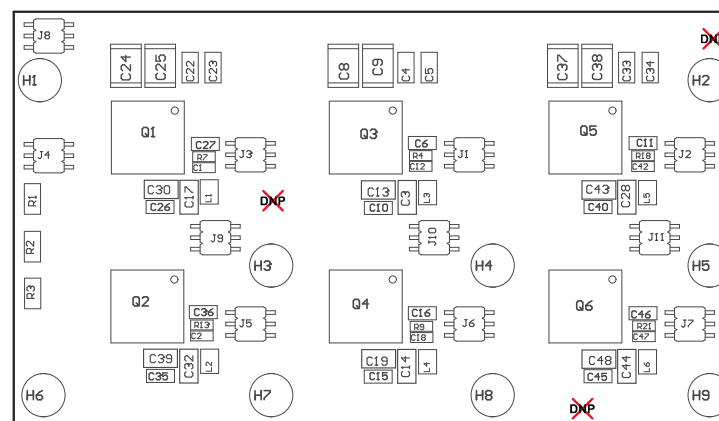 J8
DNP
H1
C24
C25
C22
C23
C8
C9
C4
C5
C37
C38
C33
C34
H2
Q1
C27
R7
C1
J3
Q3
C6
R4
C12
J1
Q5
C11
R18
C42
J2
J4
R1
C30
C26
C17
L1
DNP
C13
C10
C3
L3
C43
C40
C28
L5
R2
J9
J10
J11
H3
H4
H5
R3
Q2
C36
R13
C2
J5
Q4
C16
R9
C18
J6
Q6
C46
R21
C47
J7
C39
C35
C32
L2
C19
C15
C14
L4
C48
C45
C44
L6
H6
H7
H8
DNP
H9